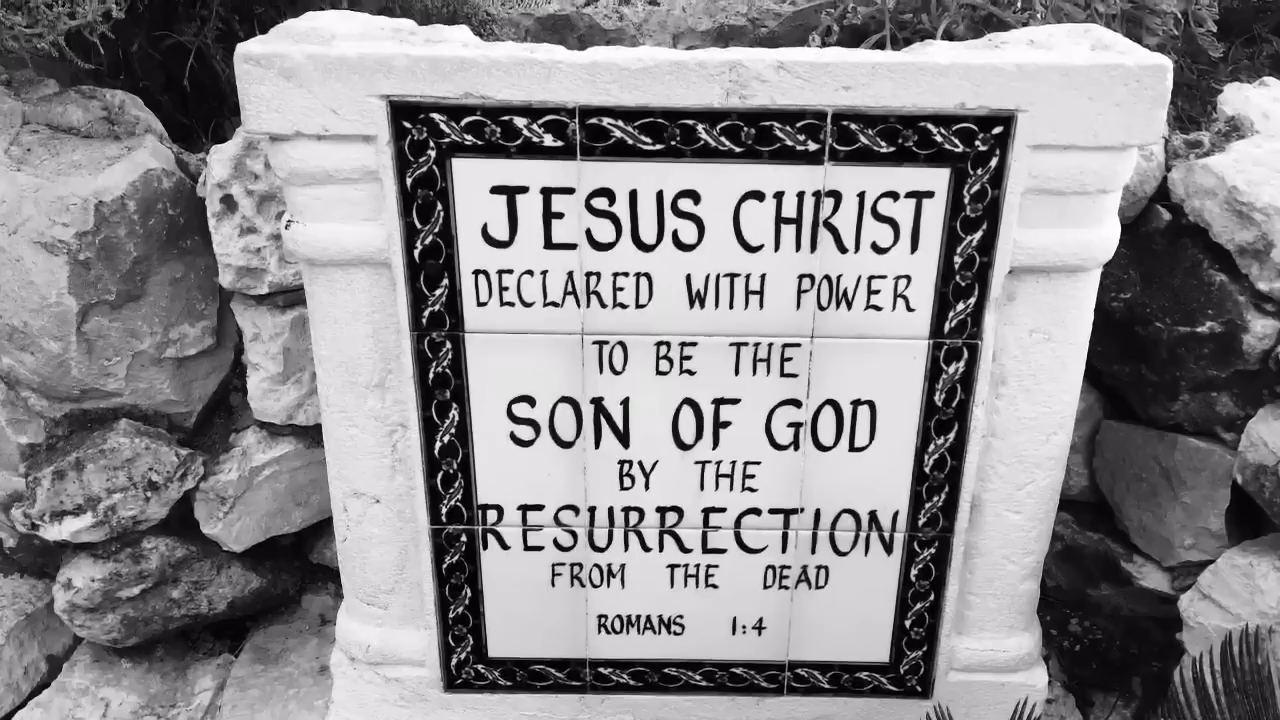 JESUS CHRIST
DECLARED WITH POWER
TO BE THE
SON OF GOD
BY THE
RESURRECTION
FROM THE DEAD
ROMANS 1:4